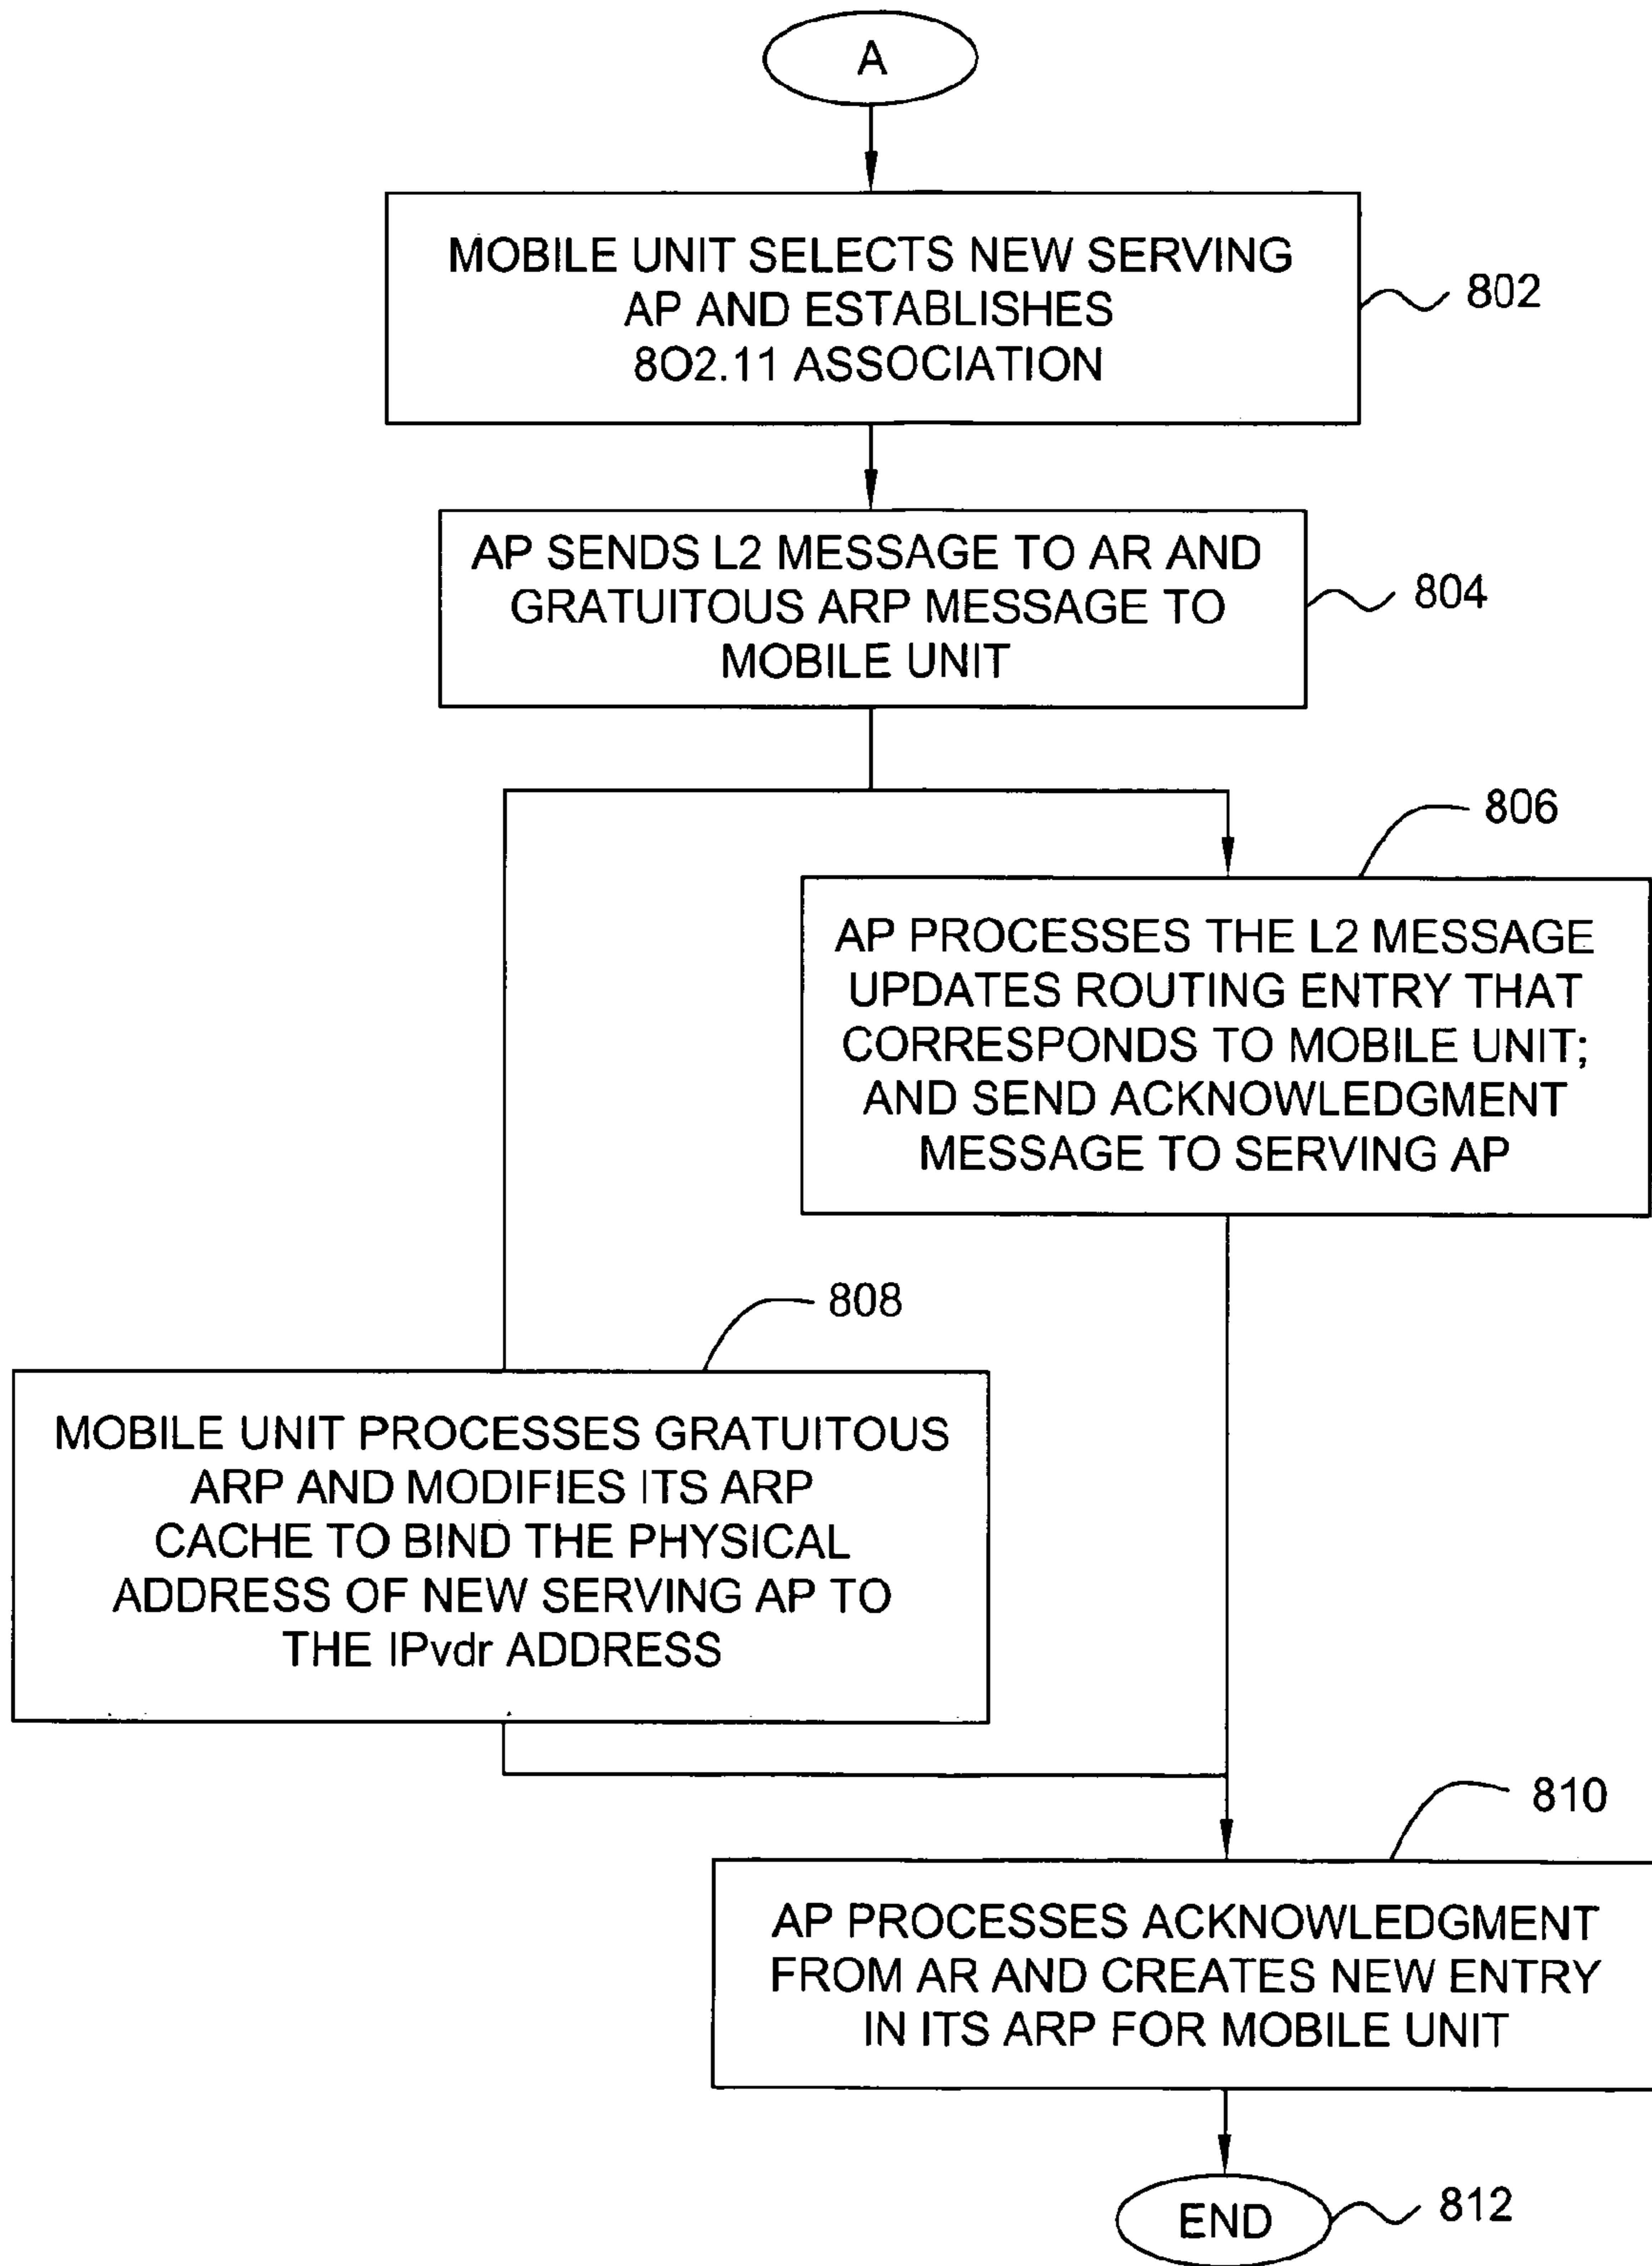 A
MOBILE UNIT SELECTS NEW SERVING
AP AND ESTABLISHES
802.11 ASSOCIATION
802
AP SENDS L2 MESSAGE TO AR AND
GRATUITOUS ARP MESSAGE TO
MOBILE UNIT
804
806
AP PROCESSES THE L2 MESSAGE
UPDATES ROUTING ENTRY THAT
CORRESPONDS TO MOBILE UNIT;
AND SEND ACKNOWLEDGMENT
MESSAGE TO SERVING AP
808
MOBILE UNIT PROCESSES GRATUITOUS
ARP AND MODIFIES ITS ARP
CACHE TO BIND THE PHYSICAL
ADDRESS OF NEW SERVING AP TO
THE IPvdr ADDRESS
810
AP PROCESSES ACKNOWLEDGMENT
FROM AR AND CREATES NEW ENTRY
IN ITS ARP FOR MOBILE UNIT
END
812